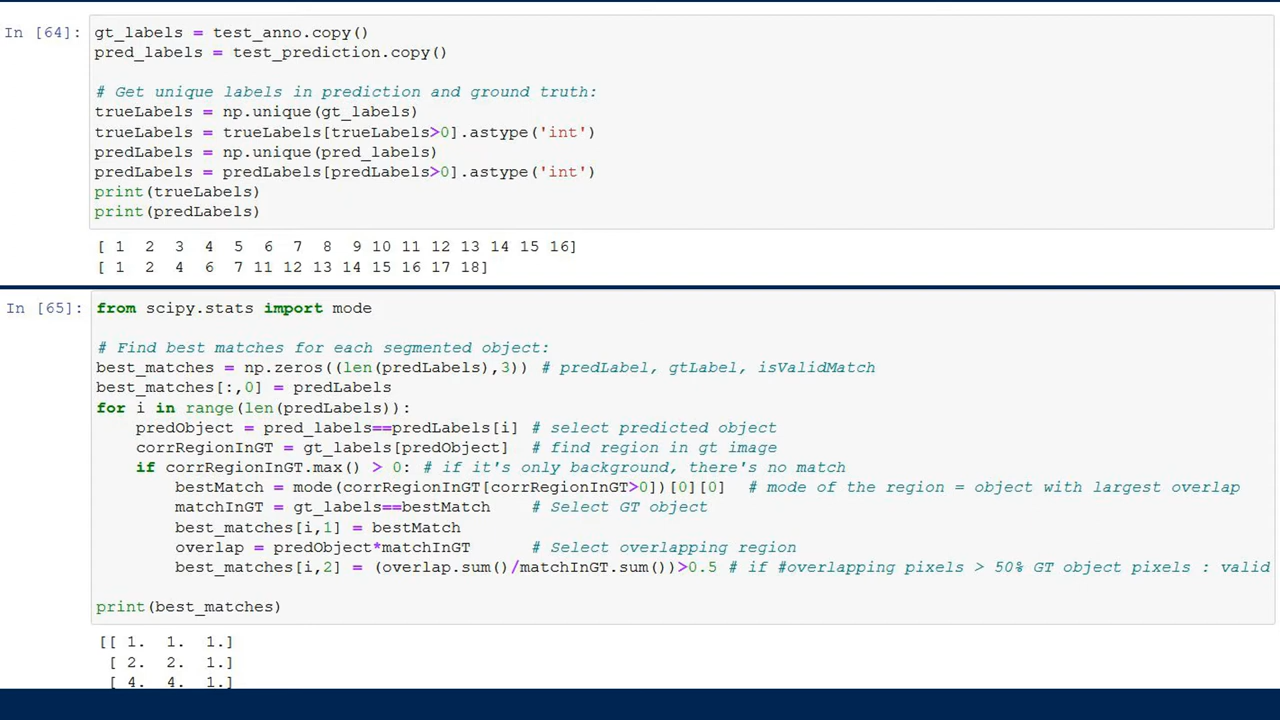 In [64]:
gt_labels = test_anno.copy()
pred_labels = test_prediction.copy()
# Get unique labels in prediction and ground truth:
trueLabels = np.unique(gt_labels)
trueLabels = trueLabels[trueLabels>0].astype('int')
predLabels = np.unique(pred_labels)
predLabels = predLabels[predLabels>0].astype('int')
print(trueLabels)
print(predLabels)
[ 1  2  3  4  5  6  7  8  9 10 11 12 13 14 15 16]
[ 1  2  4  6  7 11 12 13 14 15 16 17 18]
In [65]:
from scipy.stats import mode
# Find best matches for each segmented object:
best_matches = np.zeros((len(predLabels),3)) # predLabel, gtLabel, isValidMatch
best_matches[:,0] = predLabels
for i in range(len(predLabels)):
    predObject = pred_labels==predLabels[i] # select predicted object
    corrRegionInGT = gt_labels[predObject]  # find region in gt image
    if corrRegionInGT.max() > 0: # if it's only background, there's no match
        bestMatch = mode(corrRegionInGT[corrRegionInGT>0])[0][0]  # mode of the region = object with largest overlap
        matchInGT = gt_labels==bestMatch    # Select GT object
        best_matches[i,1] = bestMatch
        overlap = predObject*matchInGT      # Select overlapping region
        best_matches[i,2] = (overlap.sum()/matchInGT.sum())>0.5 # if #overlapping pixels > 50% GT object pixels : valid
print(best_matches)
[[ 1.  1.  1.]
 [ 2.  2.  1.]
 [ 4.  4.  1.]